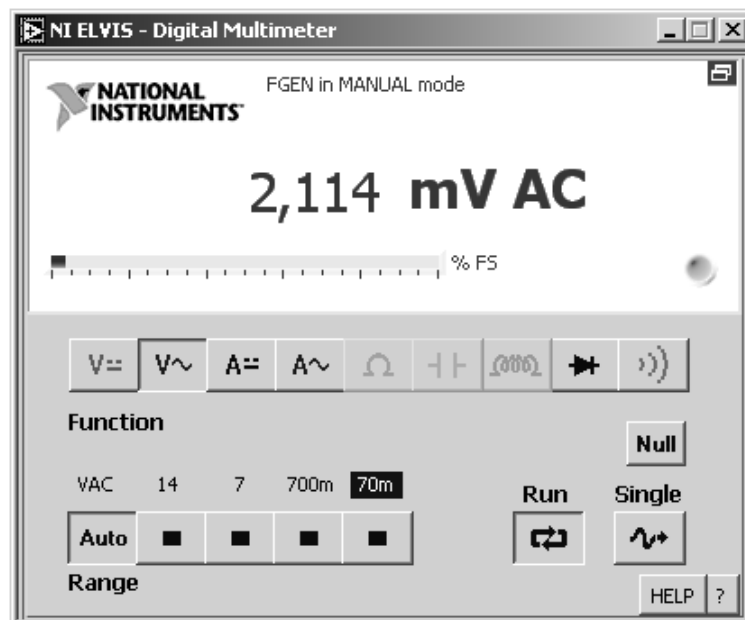 NI ELVIS - Digital Multimeter
NATIONAL INSTRUMENTS™
FGEN in MANUAL mode
2,114 mV AC
% FS
V= V~ A= A~ Ω
Function
Null
VAC 14 7 700m 70m
Run Single
Auto
Range
HELP ?